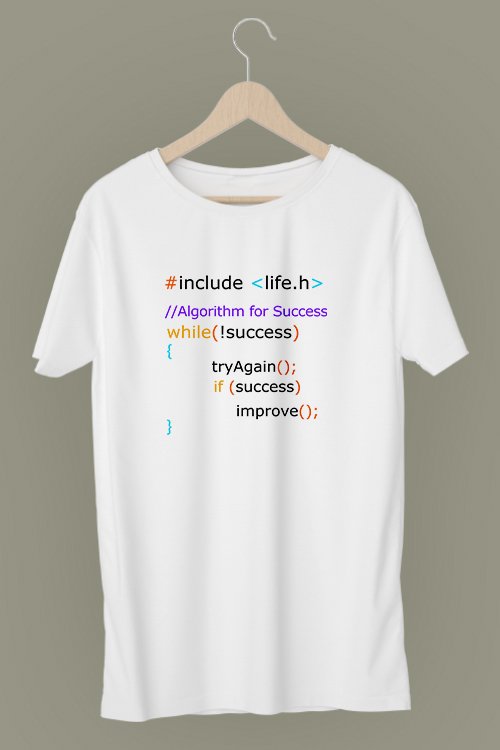 #include <life.h>
//Algorithm for Success
while(!success)
{
tryAgain();
if (success)
improve();
}